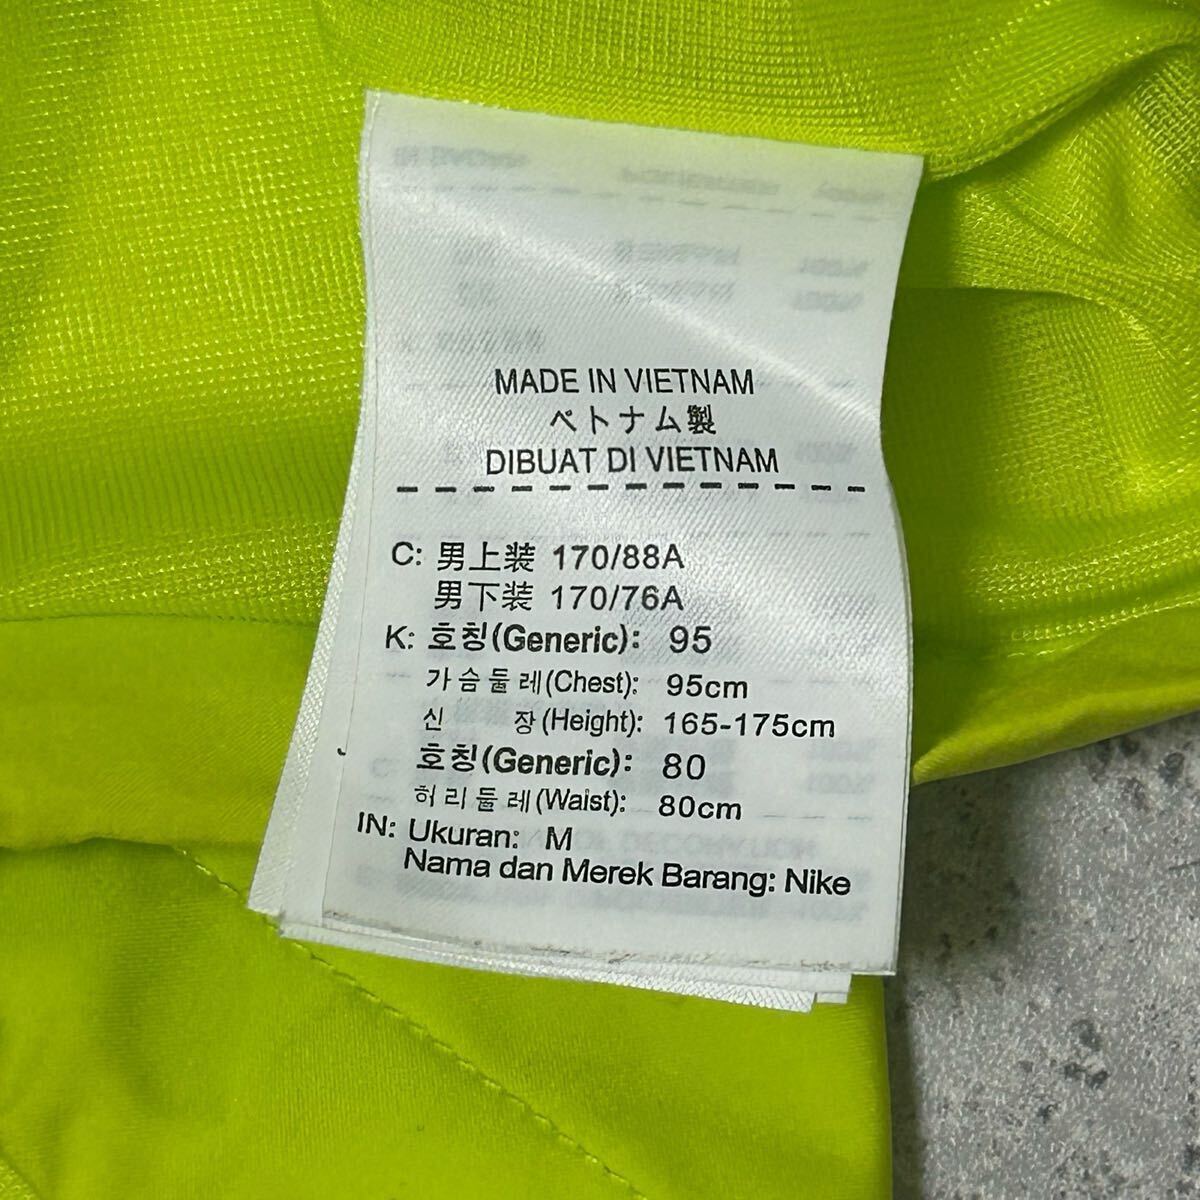 MADE IN VIETNAM
ベトナム製
DIBUAT DI VIETNAM
C: 男上装 170/88A
男下装 170/76A
K: 호칭(Generic): 95
가슴둘레(Chest): 95cm
신 장(Height): 165-175cm
호칭(Generic): 80
허리둘레(Waist): 80cm
IN: Ukuran: M
Nama dan Merek Barang: Nike